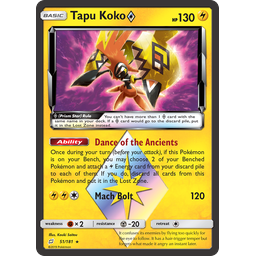 BASIC Tapu Koko◇ HP130
◇ (Prism Star) Rule You can't have more than 1 ◇ card with the
same name in your deck. If a ◇ card would go to the discard pile, put
it in the Lost Zone instead.
Ability Dance of the Ancients
Once during your turn (before your attack), if this Pokémon
is on your Bench, you may choose 2 of your Benched
Pokémon and attach a Energy card from your discard pile
to each of them. If you do, discard all cards from this
Pokémon and put it in the Lost Zone.
Mach Bolt 120
weakness ×2 resistance -20 retreat
51/181 ★